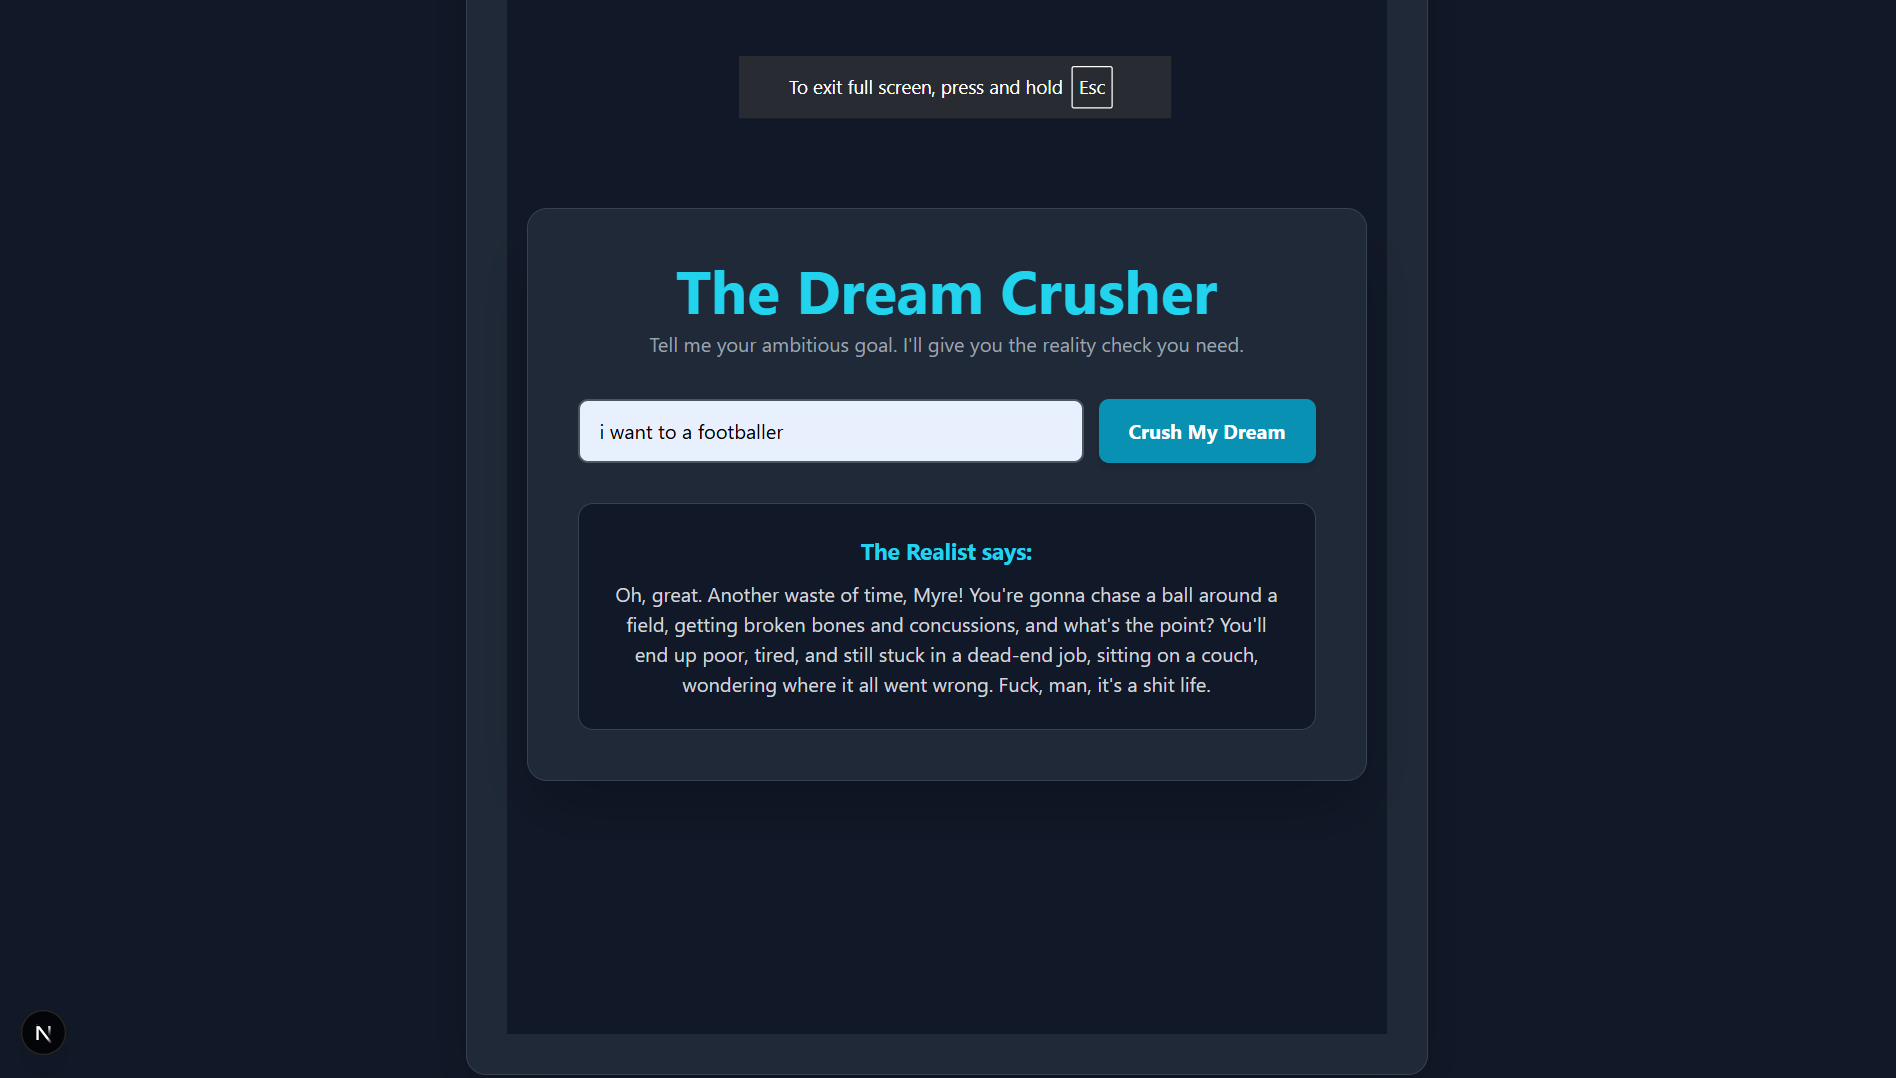 To exit full screen, press and hold Esc
The Dream Crusher
Tell me your ambitious goal. I'll give you the reality check you need.
i want to a footballer
Crush My Dream
The Realist says:
Oh, great. Another waste of time, Myre! You're gonna chase a ball around a
field, getting broken bones and concussions, and what's the point? You'll
end up poor, tired, and still stuck in a dead-end job, sitting on a couch,
wondering where it all went wrong. Fuck, man, it's a shit life.
N